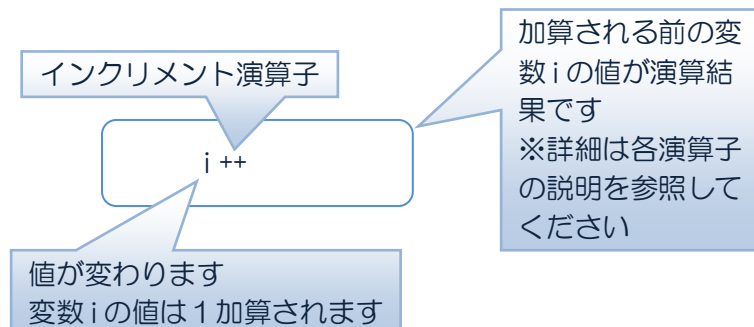 インクリメント演算子
加算される前の変
数iの値が演算結
果です
※詳細は各演算子
の説明を参照して
ください
i ++
値が変わります
変数iの値は１加算されます